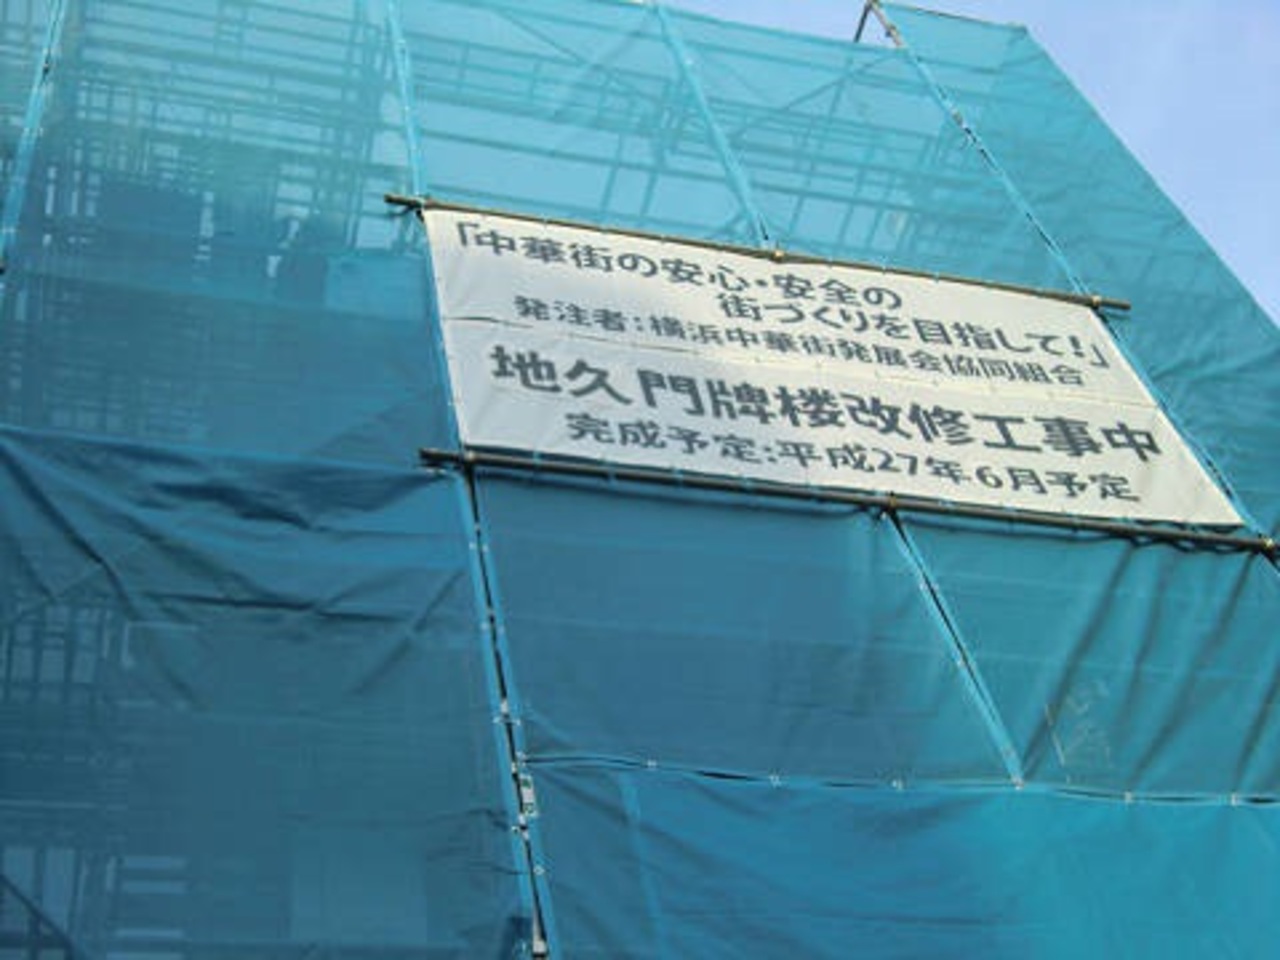 「中華街の安心・安全の
街づくりを目指して!」
発注者:横浜中華街発展会協同組合
地久門牌楼改修工事中
完成予定:平成27年6月予定